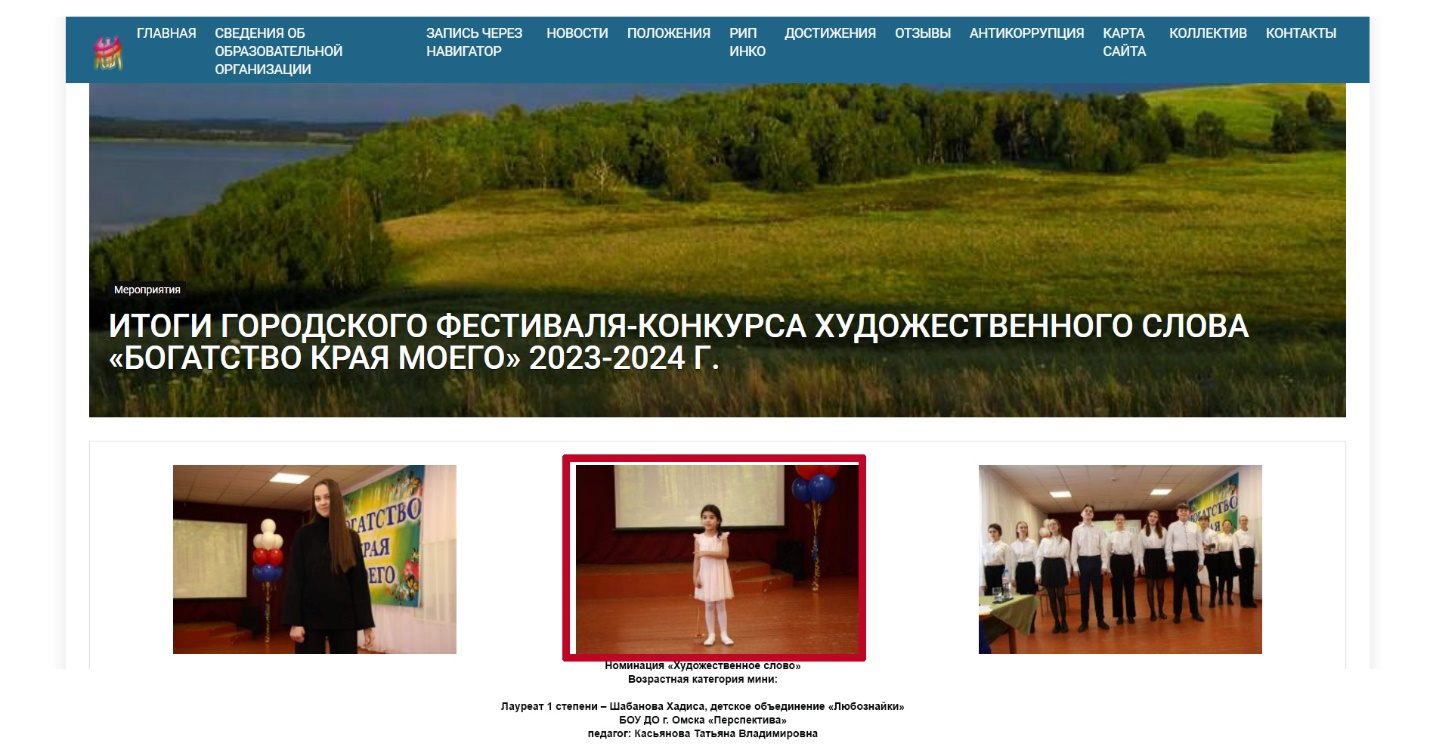 ГЛАВНАЯ
СВЕДЕНИЯ ОБ
ОБРАЗОВАТЕЛЬНОЙ
ОРГАНИЗАЦИИ
ЗАПИСЬ ЧЕРЕЗ
НАВИГАТОР
НОВОСТИ
ПОЛОЖЕНИЯ
РИП
ИНКО
ДОСТИЖЕНИЯ
ОТЗЫВЫ
АНТИКОРРУПЦИЯ
КАРТА
САЙТА
КОЛЛЕКТИВ
КОНТАКТЫ
Мероприятия
ИТОГИ ГОРОДСКОГО ФЕСТИВАЛЯ-КОНКУРСА ХУДОЖЕСТВЕННОГО СЛОВА
«БОГАТСТВО КРАЯ МОЕГО» 2023-2024 Г.
ОГАТСТВО
КРАЯ
ОЕГО
БОГАТСТВО
Номинация «Художественное слово»
Возрастная категория мини:
Лауреат 1 степени – Шабанова Хадиса, детское объединение «Любознайки»
БОУ ДО г. Омска «Перспектива»
педагог: Касьянова Татьяна Владимировна